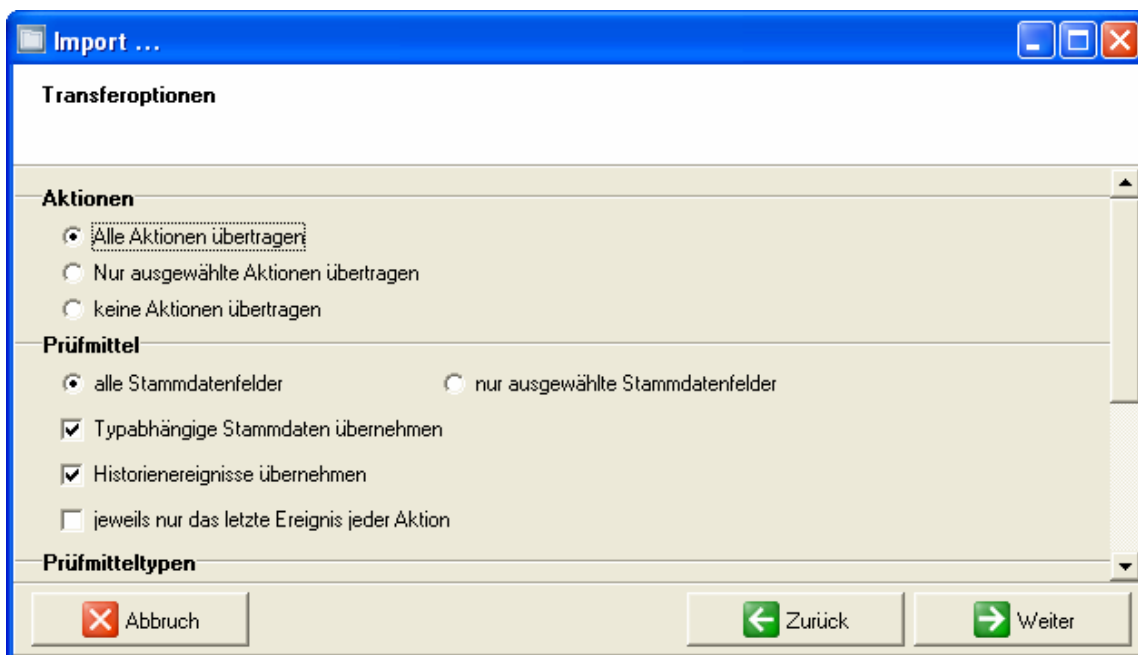 Import ...
Transferoptionen
Aktionen
Alle Aktionen übertragen
Nur ausgewählte Aktionen übertragen
keine Aktionen übertragen
Prüfmittel
alle Stammdatenfelder nur ausgewählte Stammdatenfelder
Typabhängige Stammdaten übernehmen
Historienereignisse übernehmen
jeweils nur das letzte Ereignis jeder Aktion
Prüfmitteltypen
Abbruch Zurück Weiter